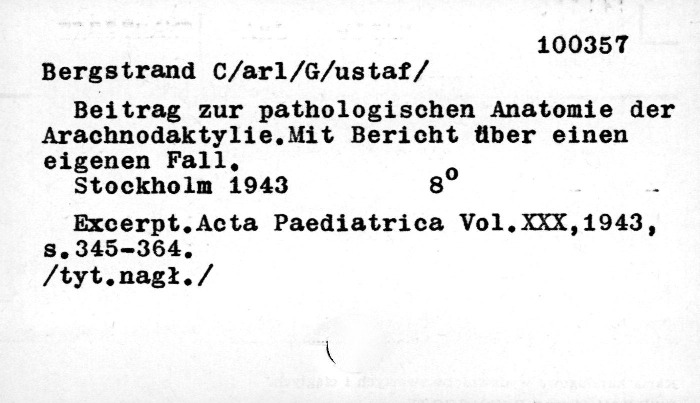 100357
Bergstrand C/arl/G/ustaf/
Beitrag zur pathologischen Anatomie der
Arachnodaktylie.Mit Bericht über einen
eigenen Fall.
Stockholm 1943 8°
Excerpt.Acta Paediatrica Vol.XXX,1943,
s.345-364.
/tyt.nagł./